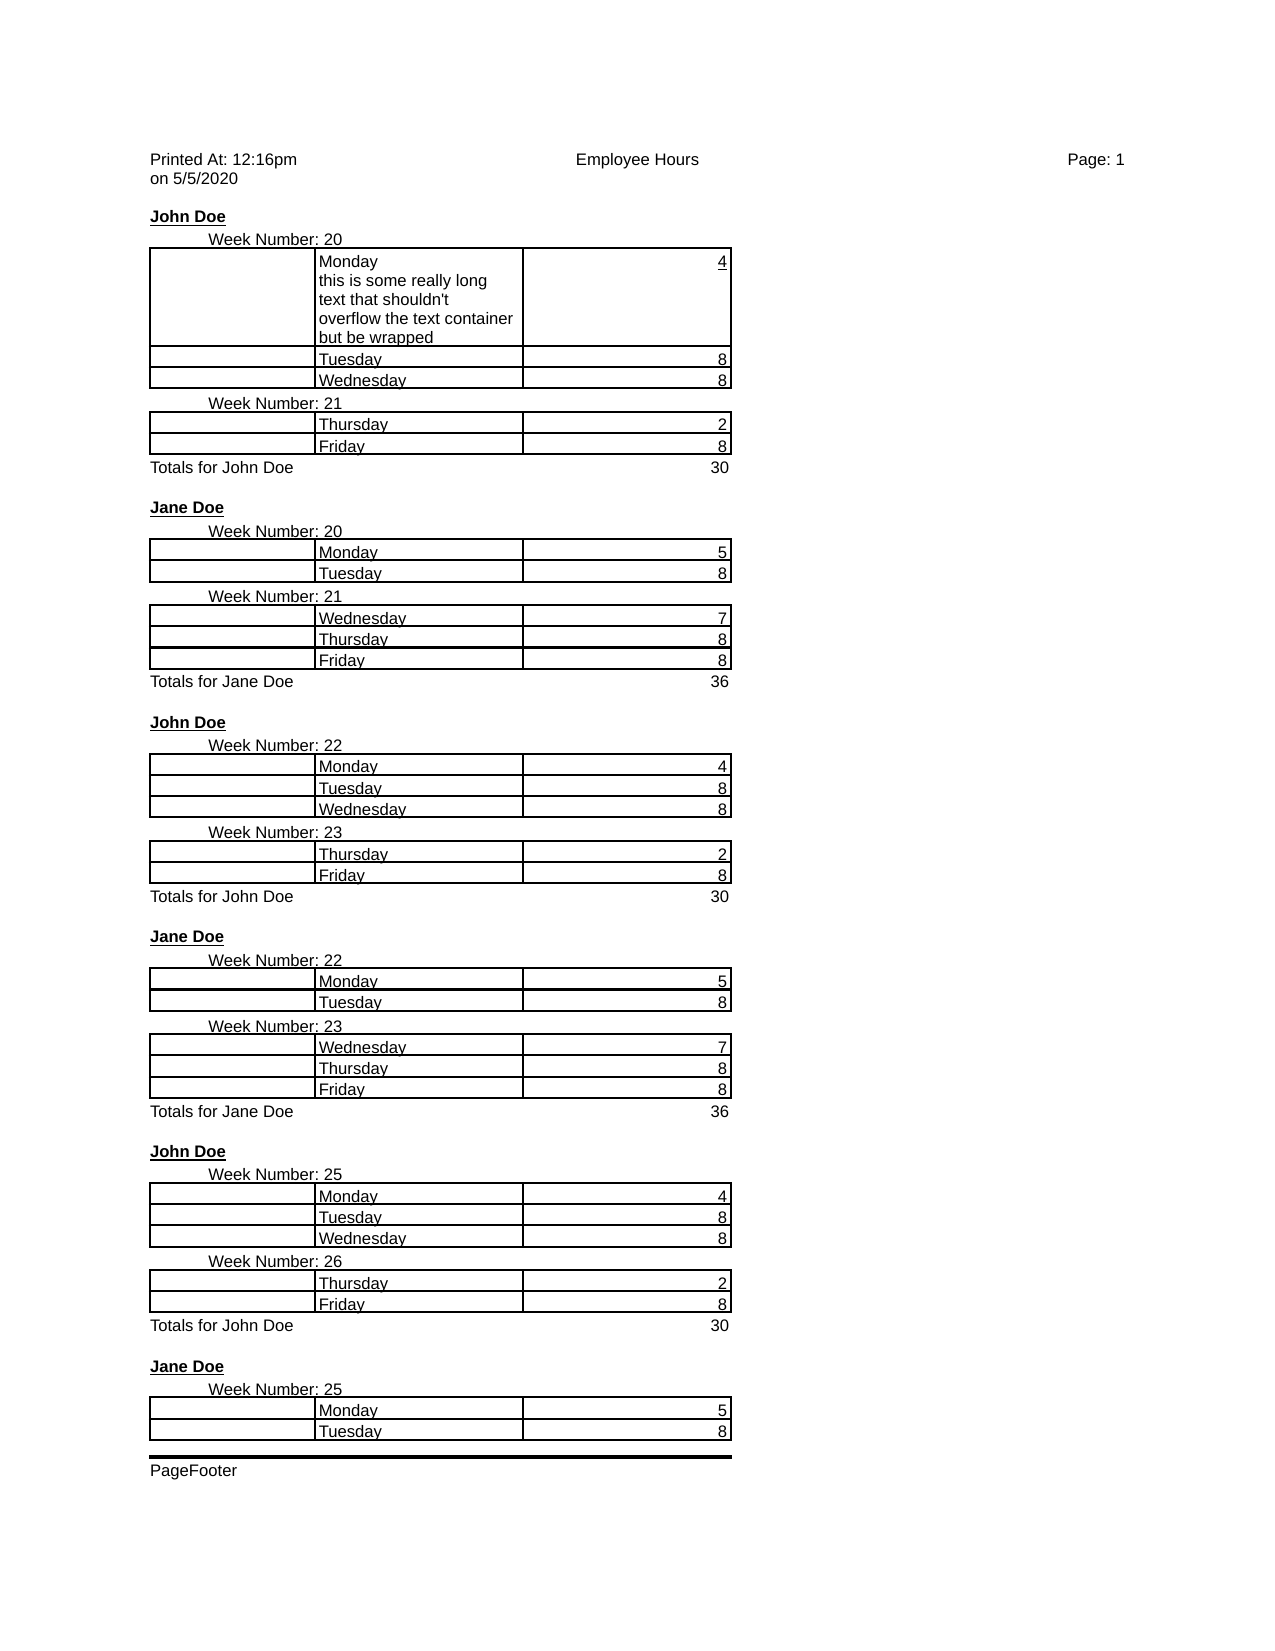 Printed At: 12:16pm Employee Hours Page: 1
on 5/5/2020
John Doe
Week Number: 20
Monday 4
this is some really long
text that shouldn't
overflow the text container
but be wrapped
Tuesday 8
Wednesday 8
Week Number: 21
Thursday 2
Friday 8
Totals for John Doe 30
Jane Doe
Week Number: 20
Monday 5
Tuesday 8
Week Number: 21
Wednesday 7
Thursday 8
Friday 8
Totals for Jane Doe 36
John Doe
Week Number: 22
Monday 4
Tuesday 8
Wednesday 8
Week Number: 23
Thursday 2
Friday 8
Totals for John Doe 30
Jane Doe
Week Number: 22
Monday 5
Tuesday 8
Week Number: 23
Wednesday 7
Thursday 8
Friday 8
Totals for Jane Doe 36
John Doe
Week Number: 25
Monday 4
Tuesday 8
Wednesday 8
Week Number: 26
Thursday 2
Friday 8
Totals for John Doe 30
Jane Doe
Week Number: 25
Monday 5
Tuesday 8
PageFooter